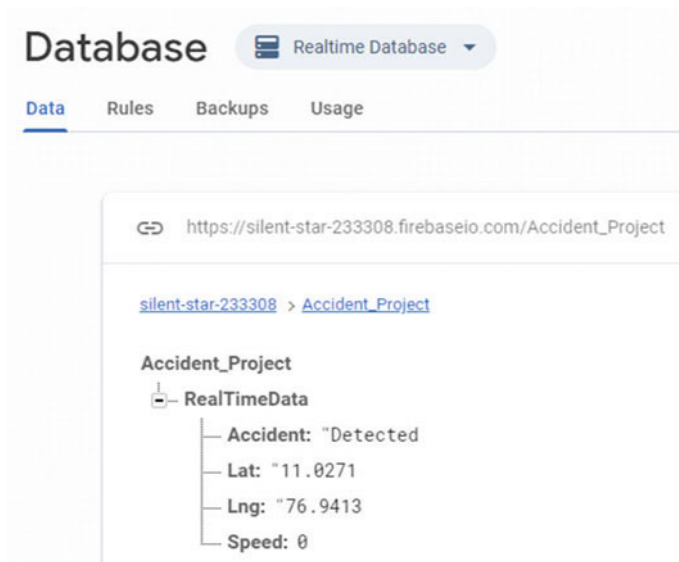 Database Realtime Database
Data Rules Backups Usage
https://silent-star-233308.firebaseio.com/Accident_Project
silent-star-233308 > Accident_Project
Accident_Project
RealTimeData
Accident: "Detected
Lat: "11.0271
Lng: "76.9413
Speed: 0